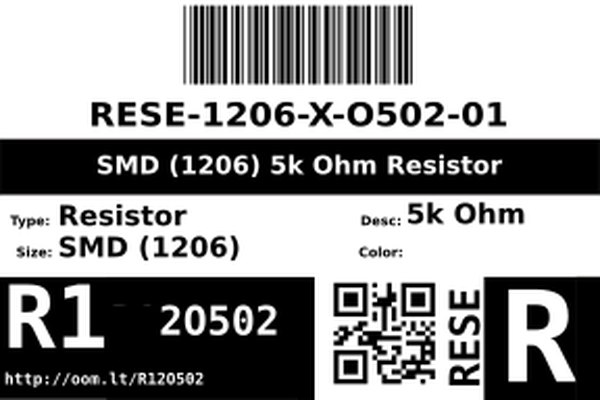 RESE-1206-X-O502-01
SMD (1206) 5k Ohm Resistor
Type: Resistor
Desc: 5k Ohm
Size: SMD (1206)
Color:
R1 20502
http://oom.lt/R120502
RESE
R